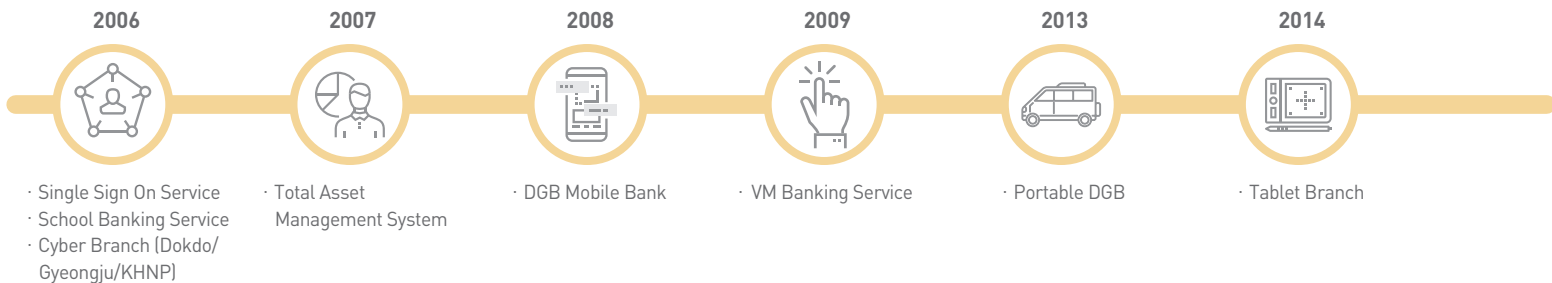 2006
2007
2008
2009
2013
2014
· Single Sign On Service
· School Banking Service
· Cyber Branch (Dokdo/
Gyeongju/KHNP)
· Total Asset
Management System
· DGB Mobile Bank
· VM Banking Service
· Portable DGB
· Tablet Branch